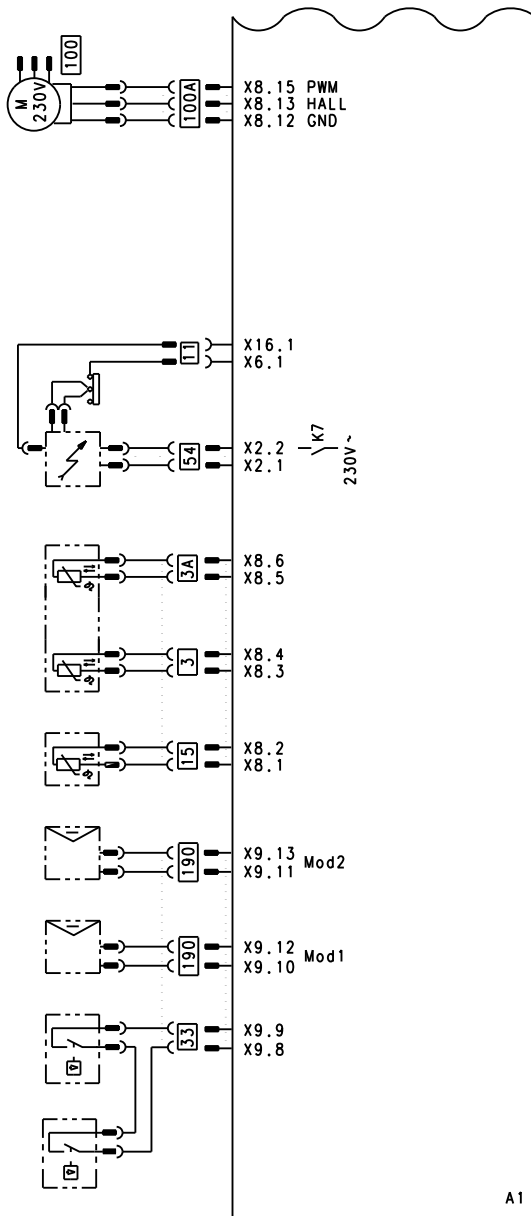 100
M
230V
100A
X8.15 PWM
X8.13 HALL
X8.12 GND
11
X16.1
X6.1
54
X2.2
X2.1
K7
230V~
3A
X8.6
X8.5
3
X8.4
X8.3
15
X8.2
X8.1
190
X9.13
X9.11
Mod2
190
X9.12
X9.10
Mod1
33
X9.9
X9.8
A1